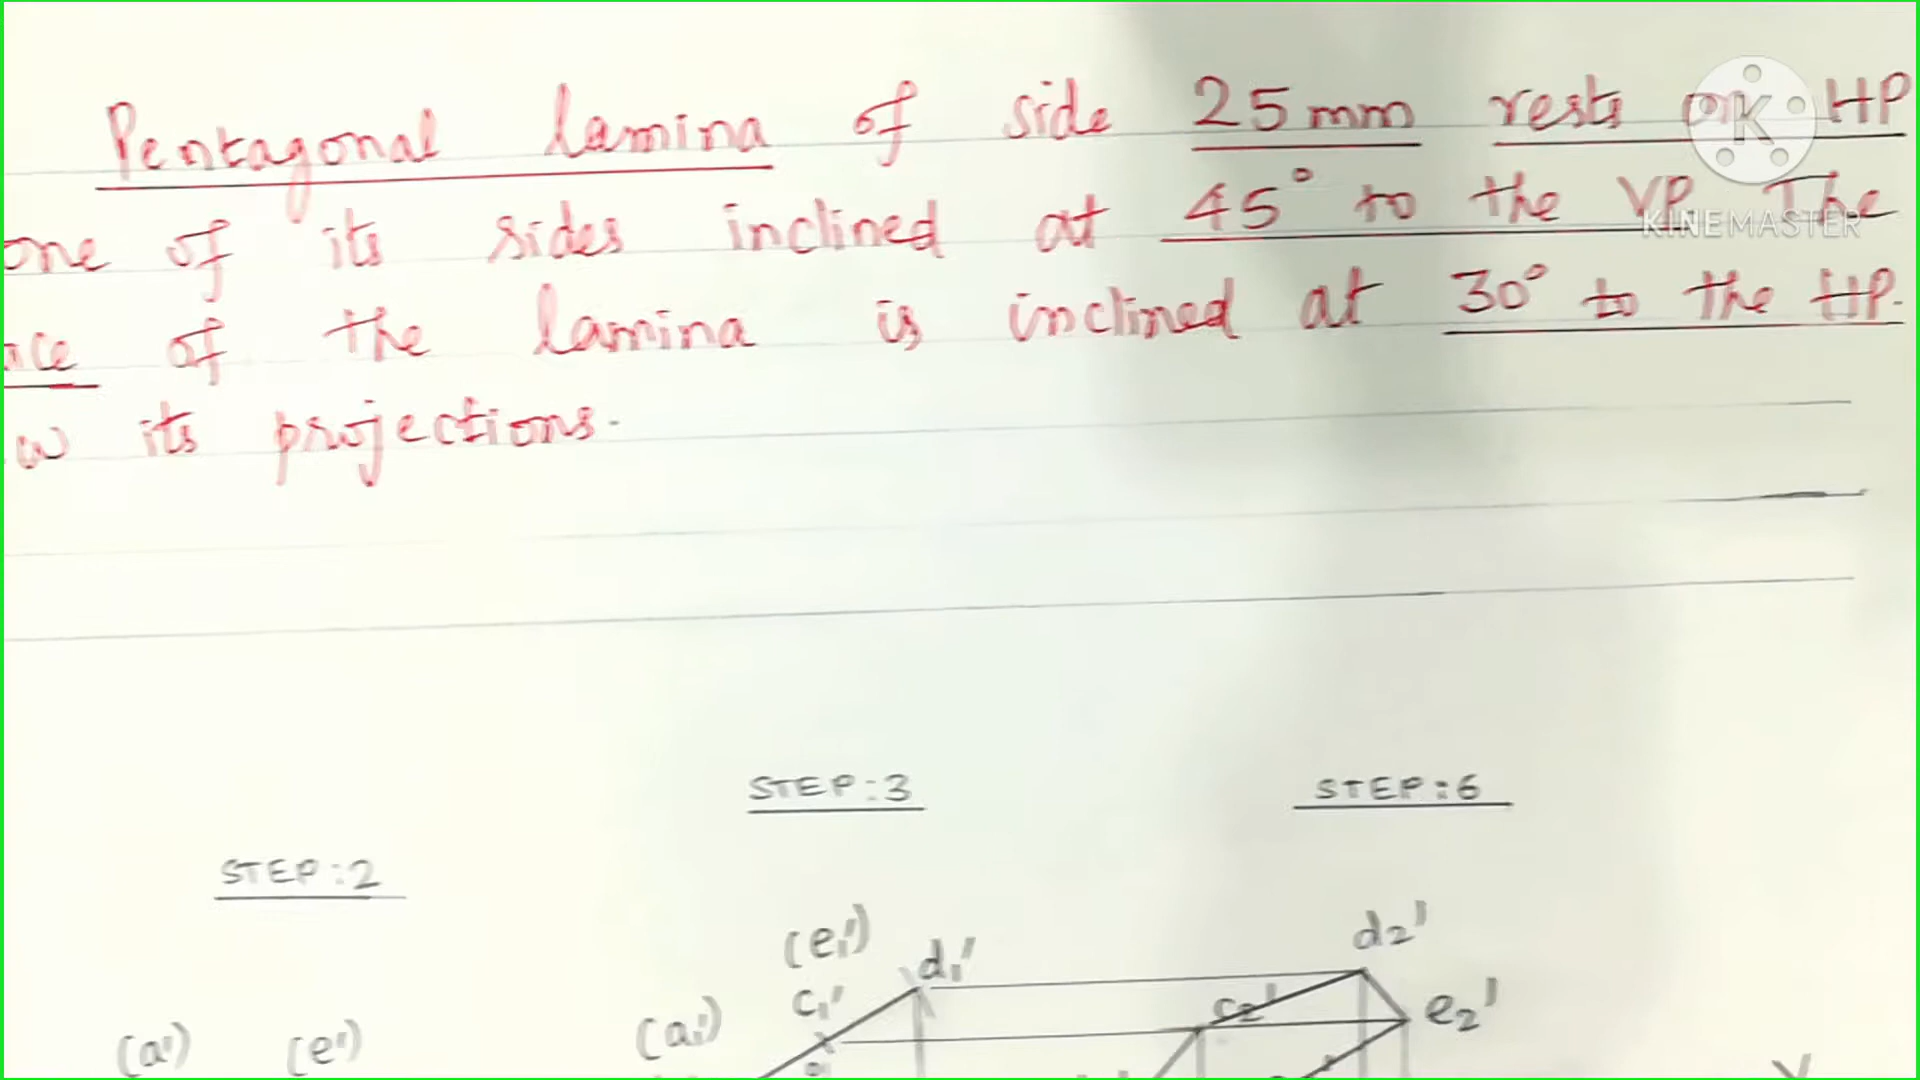 Pentagonal lamina of side 25mm rests on HP
one of its sides inclined at 45° to the VP. The
of the lamina is inclined at 30° to the HP.
its projections.
K
KINEMASTER
STEP:3
STEP:6
STEP:2
(e₁')
d₁'
d₂'
c₁'
c₂'
e₂'
(a₁')
(a')
(e')